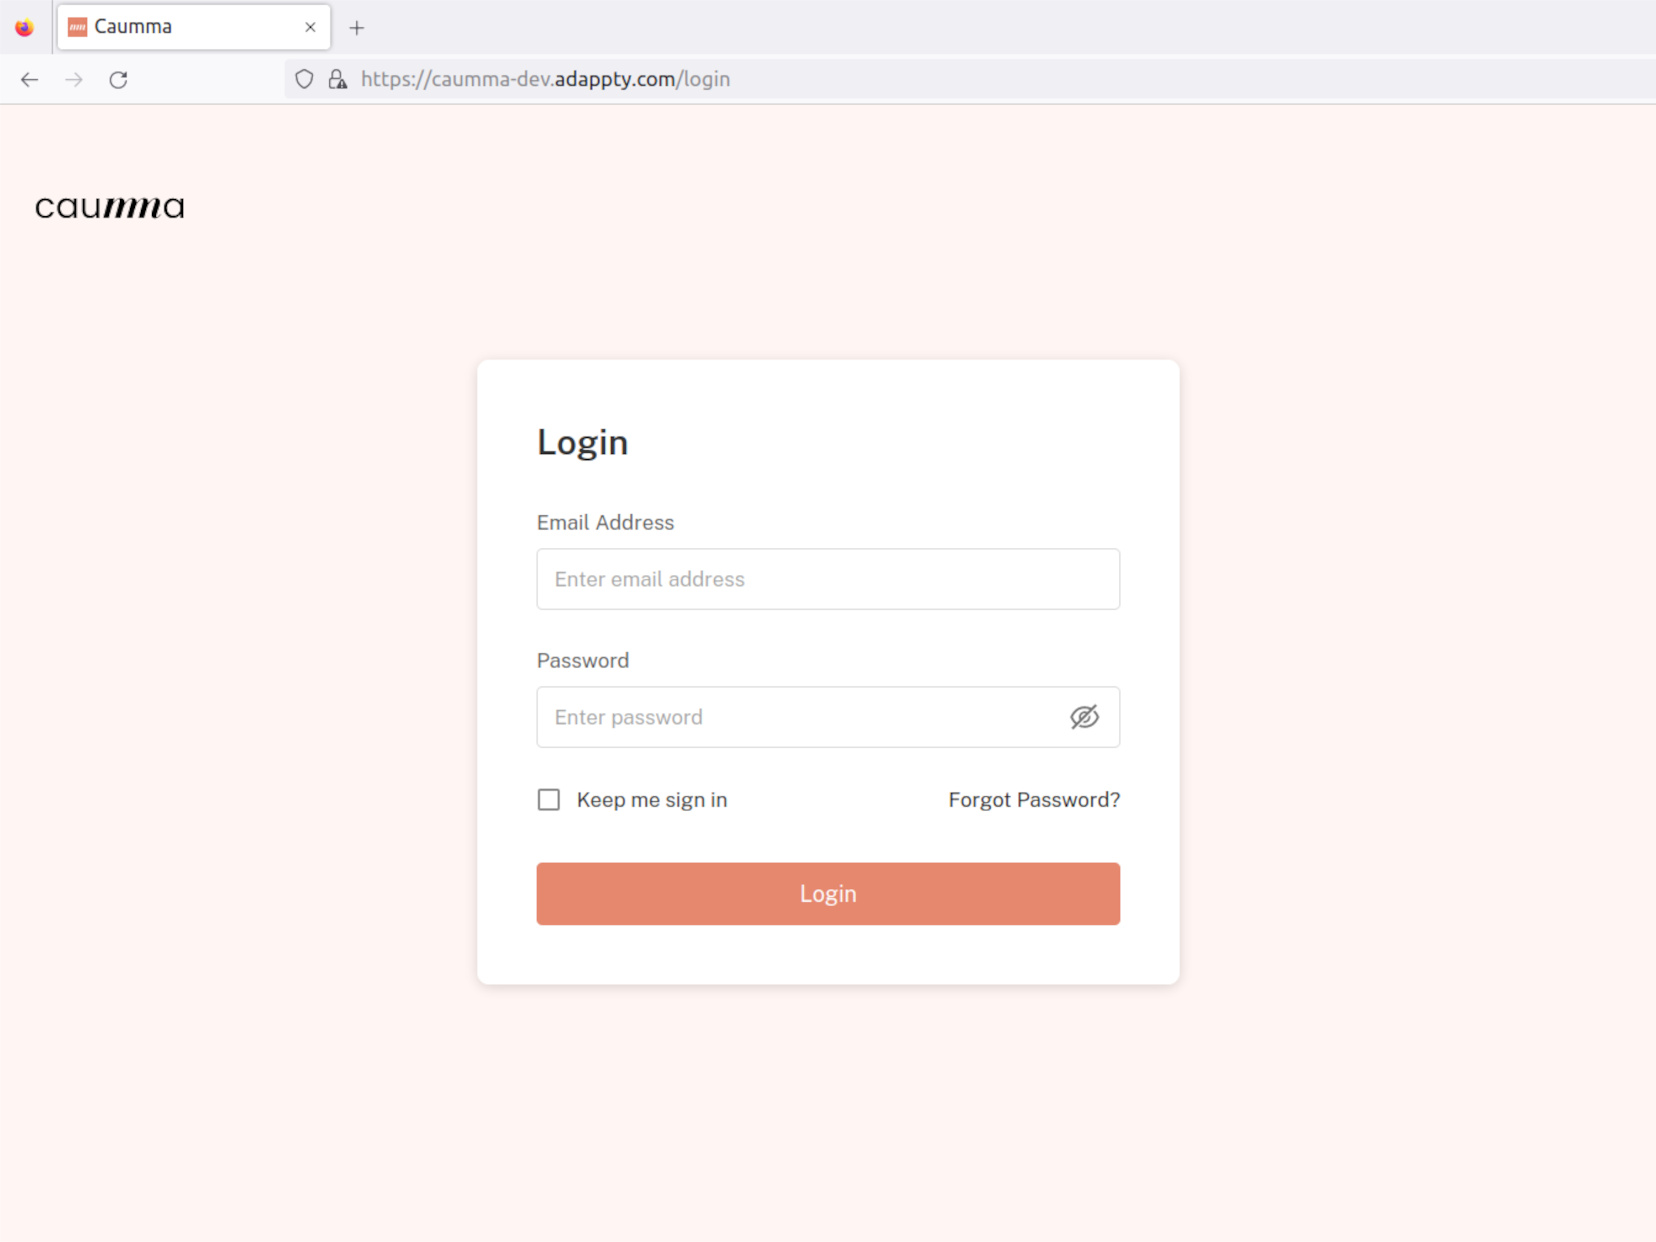 Caumma
https://caumma-dev.adappty.com/login
caumma
Login
Email Address
Enter email address
Password
Enter password
Keep me sign in
Forgot Password?
Login